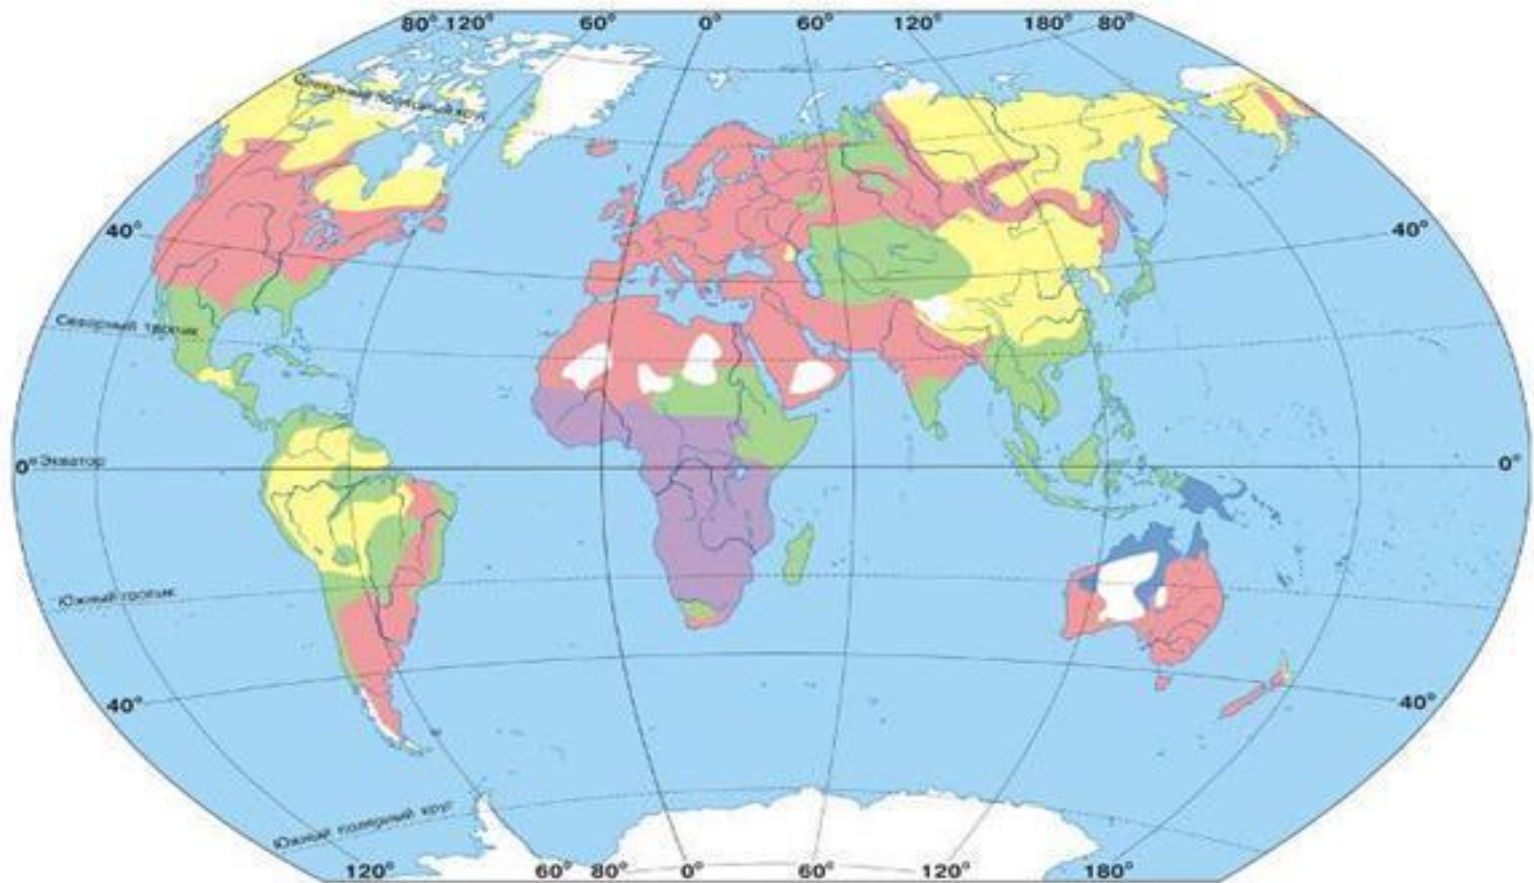 80° 120° 60° 0° 60° 120° 180° 80°
Северный полярный круг
40° 40°
Северный тропик
0° Экватор 0°
Южный тропик
40° 40°
Южный полярный круг
120° 60° 80° 0° 60° 120° 180°